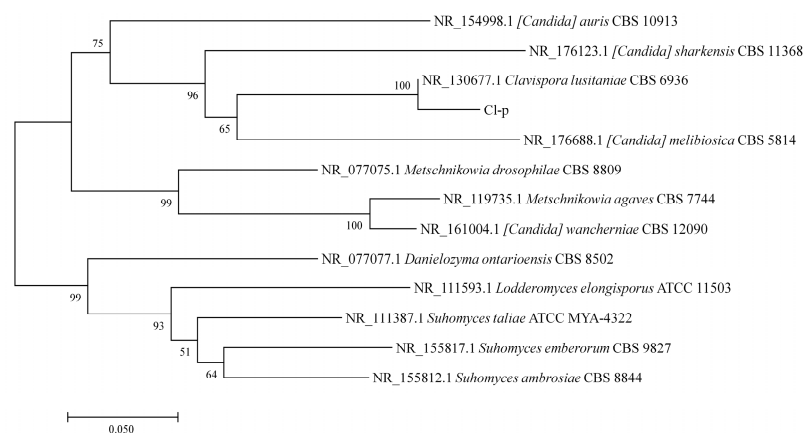 NR_154998.1 [Candida] auris CBS 10913
75
NR_176123.1 [Candida] sharkensis CBS 11368
NR_130677.1 Clavispora lusitaniae CBS 6936
100
96
Cl-p
65
NR_176688.1 [Candida] melibiosica CBS 5814
NR_077075.1 Metschnikowia drosophilae CBS 8809
99
NR_119735.1 Metschnikowia agaves CBS 7744
100
NR_161004.1 [Candida] wancherniae CBS 12090
NR_077077.1 Danielozyma ontarioensis CBS 8502
99
NR_111593.1 Lodderomyces elongisporus ATCC 11503
93
NR_111387.1 Suhomyces taliae ATCC MYA-4322
51
NR_155817.1 Suhomyces emberorum CBS 9827
64
NR_155812.1 Suhomyces ambrosiae CBS 8844
0.050